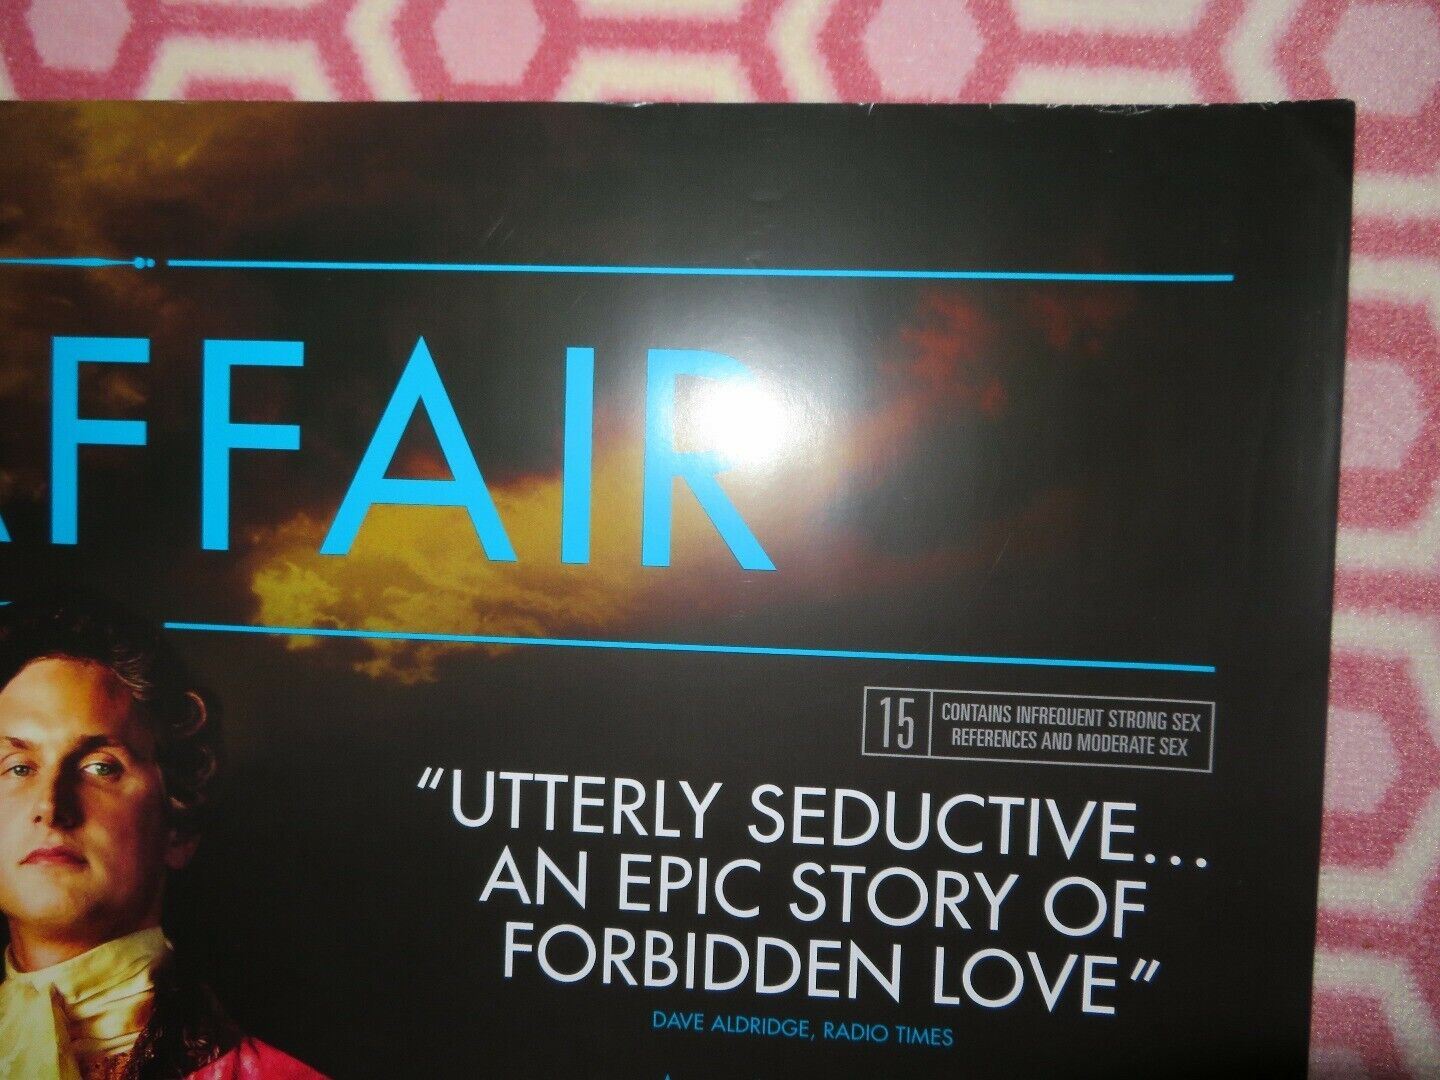 AFFAIR
15 CONTAINS INFREQUENT STRONG SEX
REFERENCES AND MODERATE SEX
"UTTERLY SEDUCTIVE...
AN EPIC STORY OF
FORBIDDEN LOVE"
DAVE ALDRIDGE, RADIO TIMES